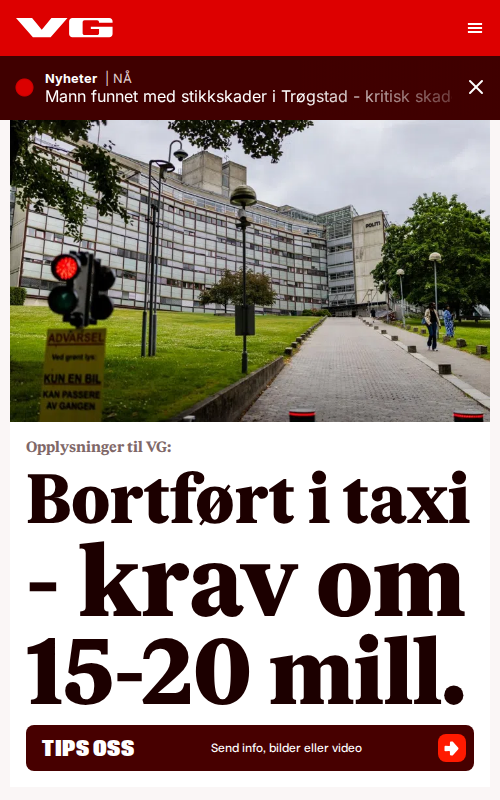 VG
Nyheter | NÅ
Mann funnet med stikkskader i Trøgstad - kritisk skad
POLITI
ADVARSEL
Ved grønt lys:
KUN EN BIL
KAN PASSERE
AV GANGEN
Opplysninger til VG:
Bortført i taxi
- krav om
15-20 mill.
TIPS OSS
Send info, bilder eller video